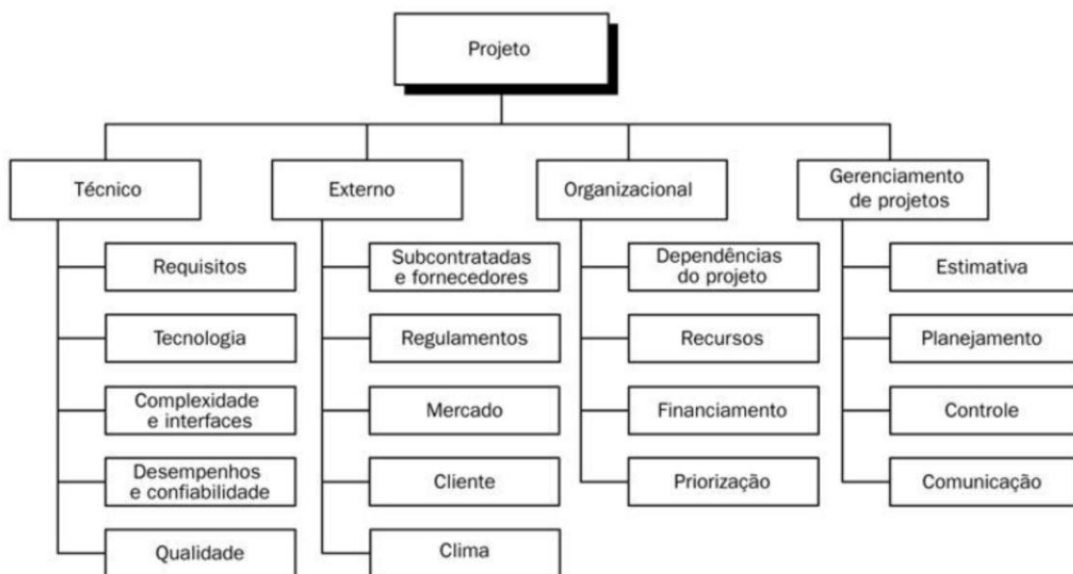 Projeto
Técnico
Externo
Organizacional
Gerenciamento
de projetos
Requisitos
Tecnologia
Complexidade
e interfaces
Desempenhos
e confiabilidade
Qualidade
Subcontratadas
e fornecedores
Regulamentos
Mercado
Cliente
Clima
Dependências
do projeto
Recursos
Financiamento
Priorização
Estimativa
Planejamento
Controle
Comunicação